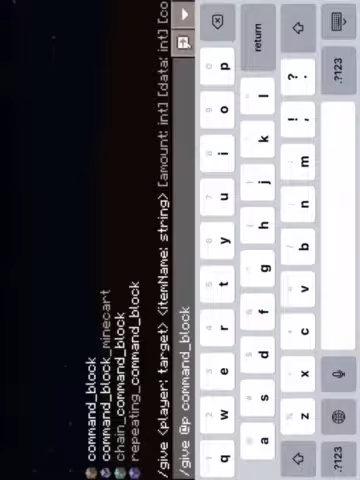 command_block
command_block_minecart
chain_command_block
repeating_command_block
/give <player: target> <itemName: string> [amount: int] [data: int] [co
/give @p command_block
q w e r t y u i o p
a s d f g h j k l return
z x c v b n m ! , ? .
.?123 .?123